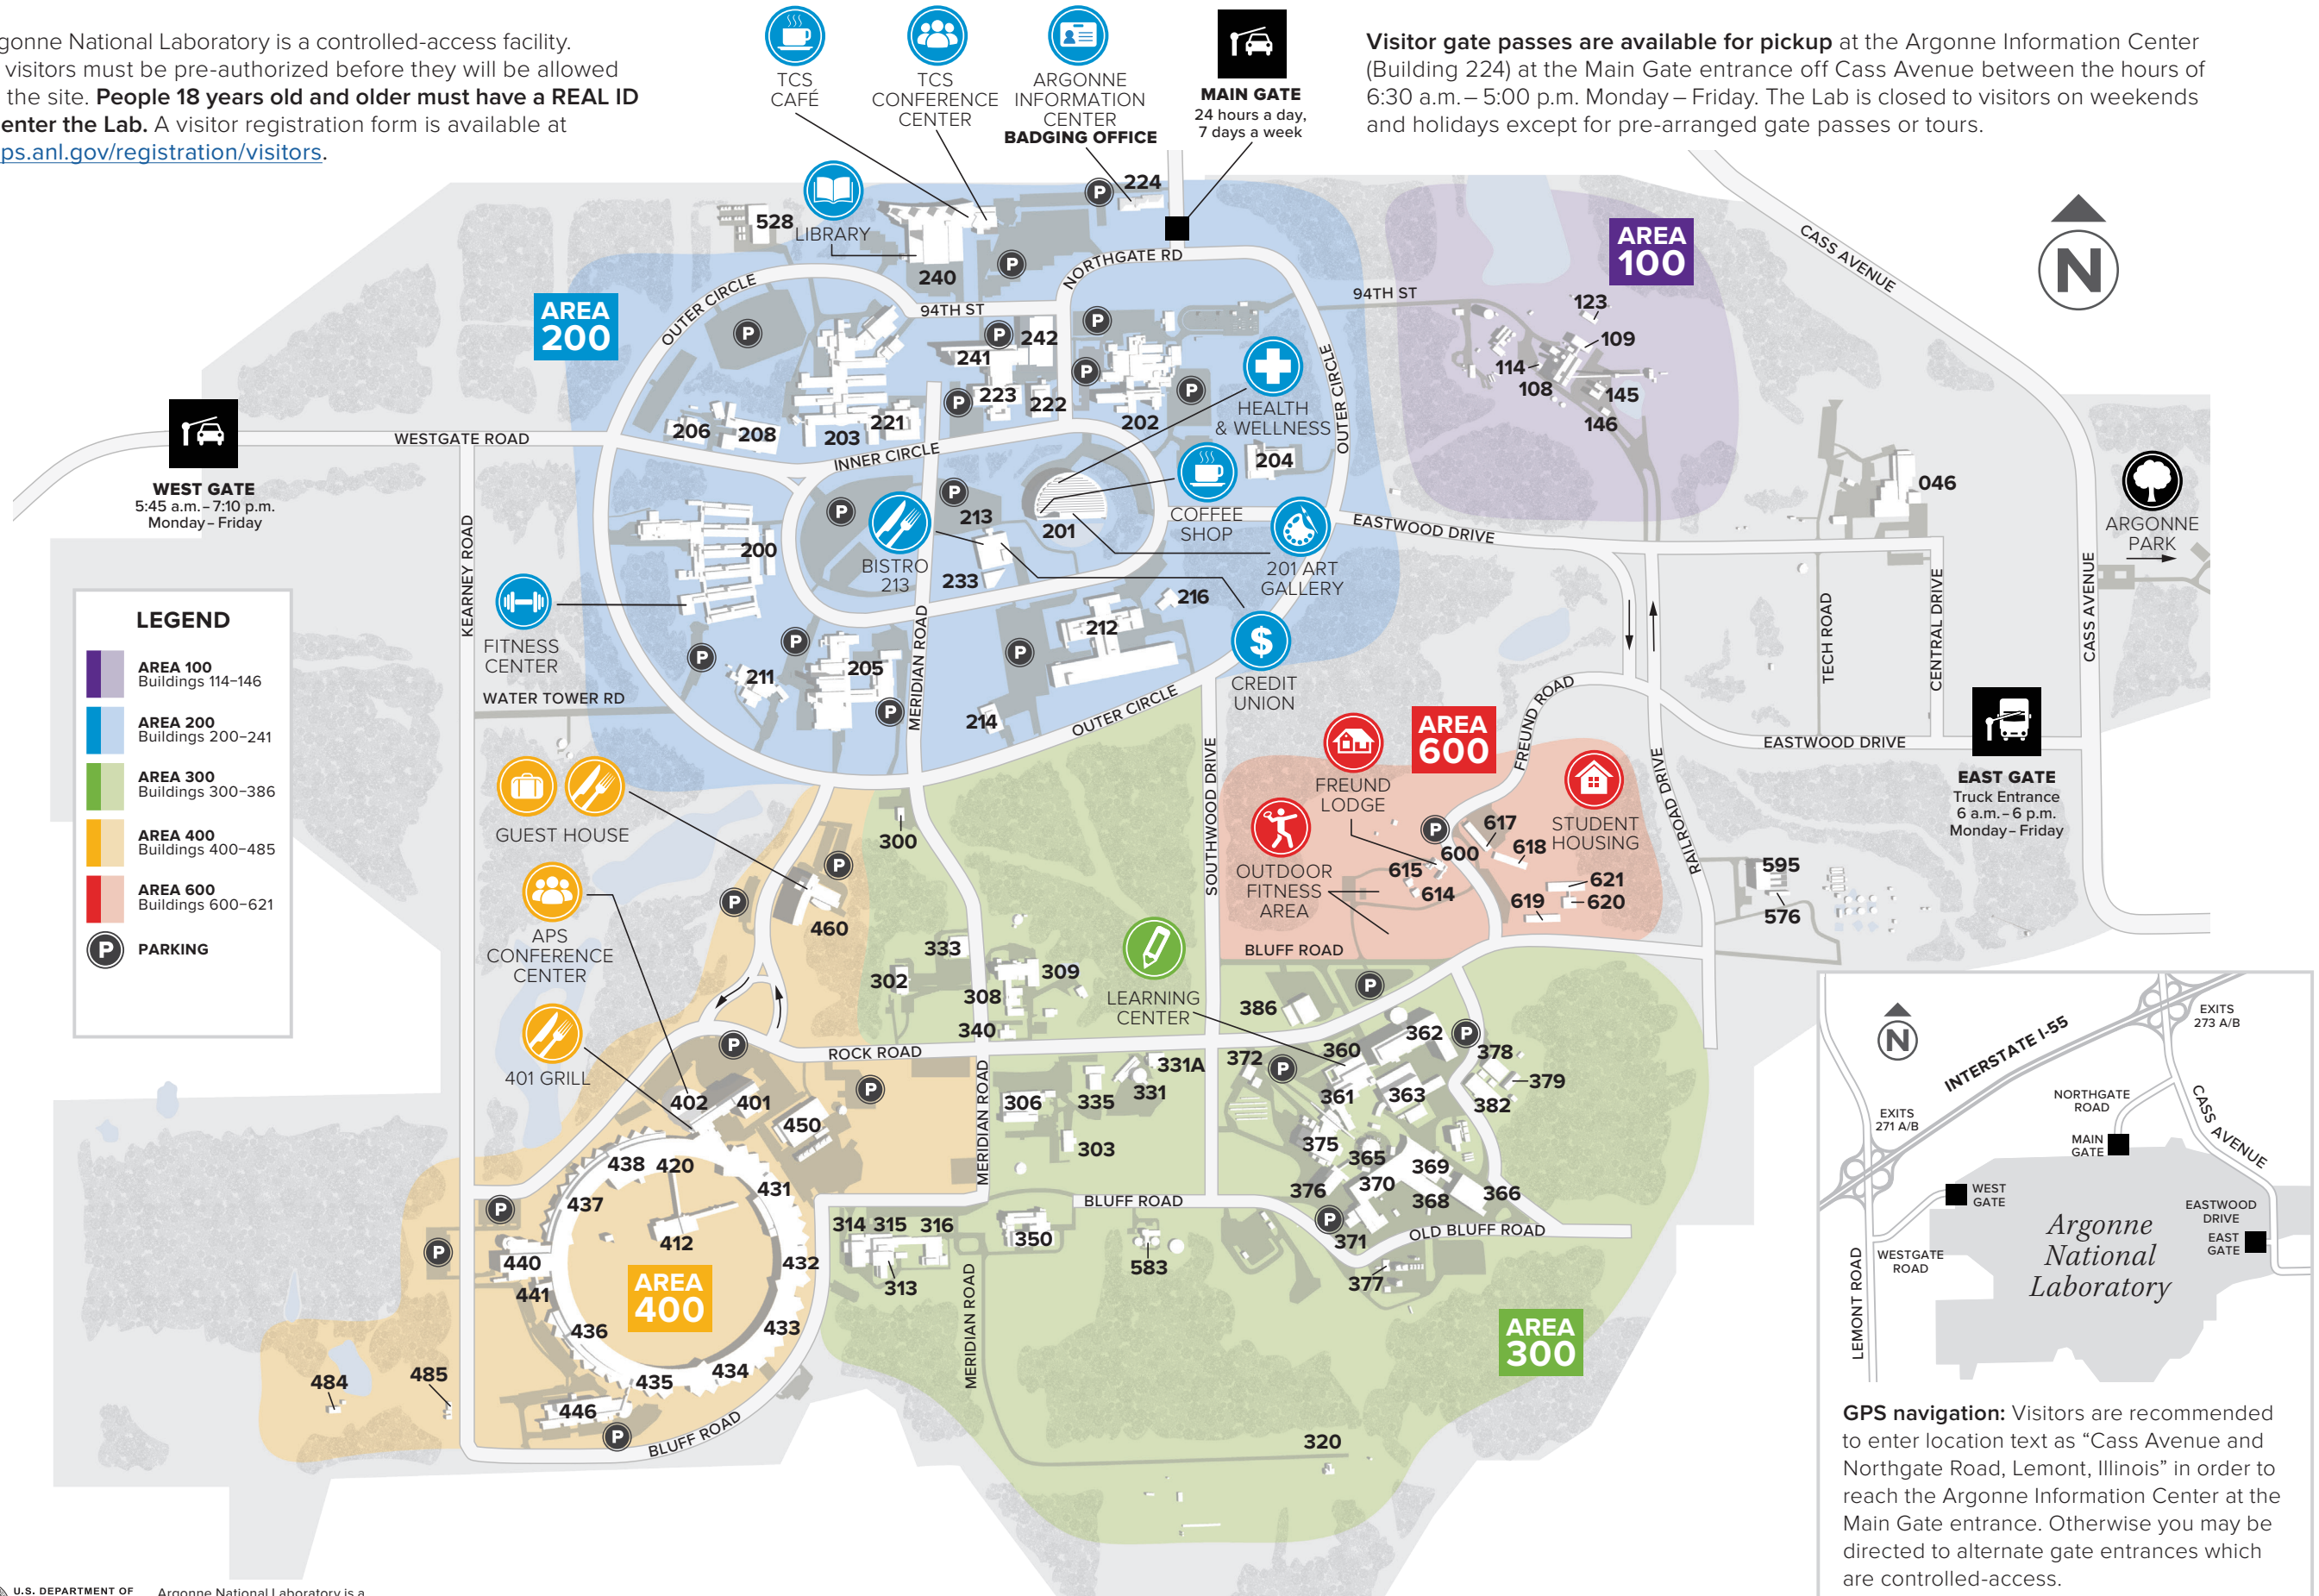 gonne National Laboratory is a controlled-access facility.
visitors must be pre-authorized before they will be allowed
the site. People 18 years old and older must have a REAL ID
enter the Lab. A visitor registration form is available at
ps.anl.gov/registration/visitors.
TCS
CAFÉ
TCS
CONFERENCE
CENTER
ARGONNE
INFORMATION
CENTER
BADGING OFFICE
MAIN GATE
24 hours a day,
7 days a week
Visitor gate passes are available for pickup at the Argonne Information Center
(Building 224) at the Main Gate entrance off Cass Avenue between the hours of
6:30 a.m. – 5:00 p.m. Monday – Friday. The Lab is closed to visitors on weekends
and holidays except for pre-arranged gate passes or tours.
P
224
528
LIBRARY
240
P
NORTHGATE RD
AREA
100
CASS AVENUE
N
AREA
200
OUTER CIRCLE
P
94TH ST
P
242
241
P
P
94TH ST
123
109
114
108
145
146
223
222
P
202
P
HEALTH
& WELLNESS
OUTER CIRCLE
206
208
203
221
INNER CIRCLE
WESTGATE ROAD
WEST GATE
5:45 a.m. – 7:10 p.m.
Monday – Friday
204
COFFEE
SHOP
046
ARGONNE
PARK
KEARNEY ROAD
200
P
P
213
201
BISTRO
213
233
201 ART
GALLERY
EASTWOOD DRIVE
FITNESS
CENTER
216
212
MERIDIAN ROAD
TECH ROAD
CENTRAL DRIVE
CASS AVENUE
P
P
211
205
P
P
214
OUTER CIRCLE
$
CREDIT
UNION
WATER TOWER RD
LEGEND
AREA 100
Buildings 114–146
AREA 200
Buildings 200–241
AREA 300
Buildings 300–386
AREA 400
Buildings 400–485
AREA 600
Buildings 600–621
P
PARKING
SOUTHWOOD DRIVE
FREUND ROAD
RAILROAD DRIVE
EASTWOOD DRIVE
EAST GATE
Truck Entrance
6 a.m. – 6 p.m.
Monday – Friday
AREA
600
FREUND
LODGE
STUDENT
HOUSING
OUTDOOR
FITNESS
AREA
P
617
600
618
615
614
621
620
619
595
576
BLUFF ROAD
GUEST HOUSE
P
P
460
300
APS
CONFERENCE
CENTER
401 GRILL
333
302
309
308
340
LEARNING
CENTER
386
P
ROCK ROAD
P
P
402
401
450
MERIDIAN ROAD
306
335
331
331A
303
372
P
360
362
P
378
379
382
361
363
375
365
369
370
376
368
366
P
371
377
OLD BLUFF ROAD
BLUFF ROAD
438
420
437
431
P
P
440
412
432
441
AREA
400
436
433
434
435
446
P
BLUFF ROAD
484
485
314
315
316
313
350
583
MERIDIAN ROAD
320
AREA
300
N
EXITS
273 A/B
INTERSTATE I-55
NORTHGATE
ROAD
EXITS
271 A/B
MAIN
GATE
CASS AVENUE
WEST
GATE
EASTWOOD
DRIVE
EAST
GATE
WESTGATE
ROAD
LEMONT ROAD
Argonne
National
Laboratory
GPS navigation: Visitors are recommended
to enter location text as “Cass Avenue and
Northgate Road, Lemont, Illinois” in order to
reach the Argonne Information Center at the
Main Gate entrance. Otherwise you may be
directed to alternate gate entrances which
are controlled-access.
U.S. DEPARTMENT OF
Argonne National Laboratory is a